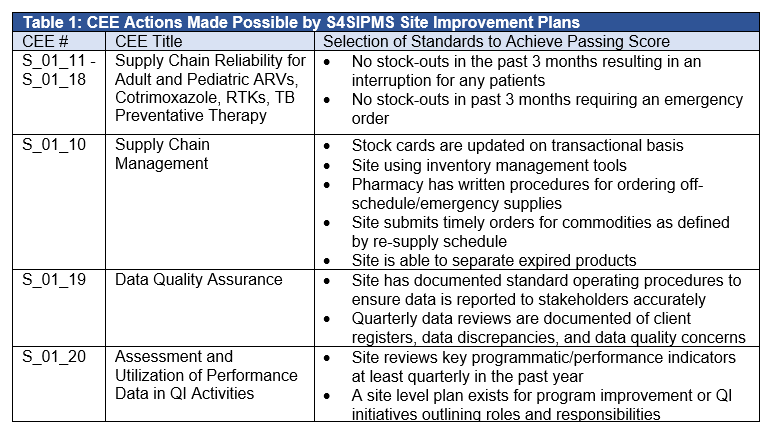 Table 1: CEE Actions Made Possible by S4SIPMS Site Improvement Plans
CEE # CEE Title Selection of Standards to Achieve Passing Score
S_01_11 - S_01_18
Supply Chain Reliability for
Adult and Pediatric ARVs,
Cotrimoxazole, RTKs, TB
Preventative Therapy
• No stock-outs in the past 3 months resulting in an
interruption for any patients
• No stock-outs in past 3 months requiring an emergency
order
S_01_10
Supply Chain
Management
• Stock cards are updated on transactional basis
• Site using inventory management tools
• Pharmacy has written procedures for ordering off-
schedule/emergency supplies
• Site submits timely orders for commodities as defined
by re-supply schedule
• Site is able to separate expired products
S_01_19
Data Quality Assurance
• Site has documented standard operating procedures to
ensure data is reported to stakeholders accurately
• Quarterly data reviews are documented of client
registers, data discrepancies, and data quality concerns
S_01_20
Assessment and
Utilization of Performance
Data in QI Activities
• Site reviews key programmatic/performance indicators
at least quarterly in the past year
• A site level plan exists for program improvement or QI
initiatives outlining roles and responsibilities